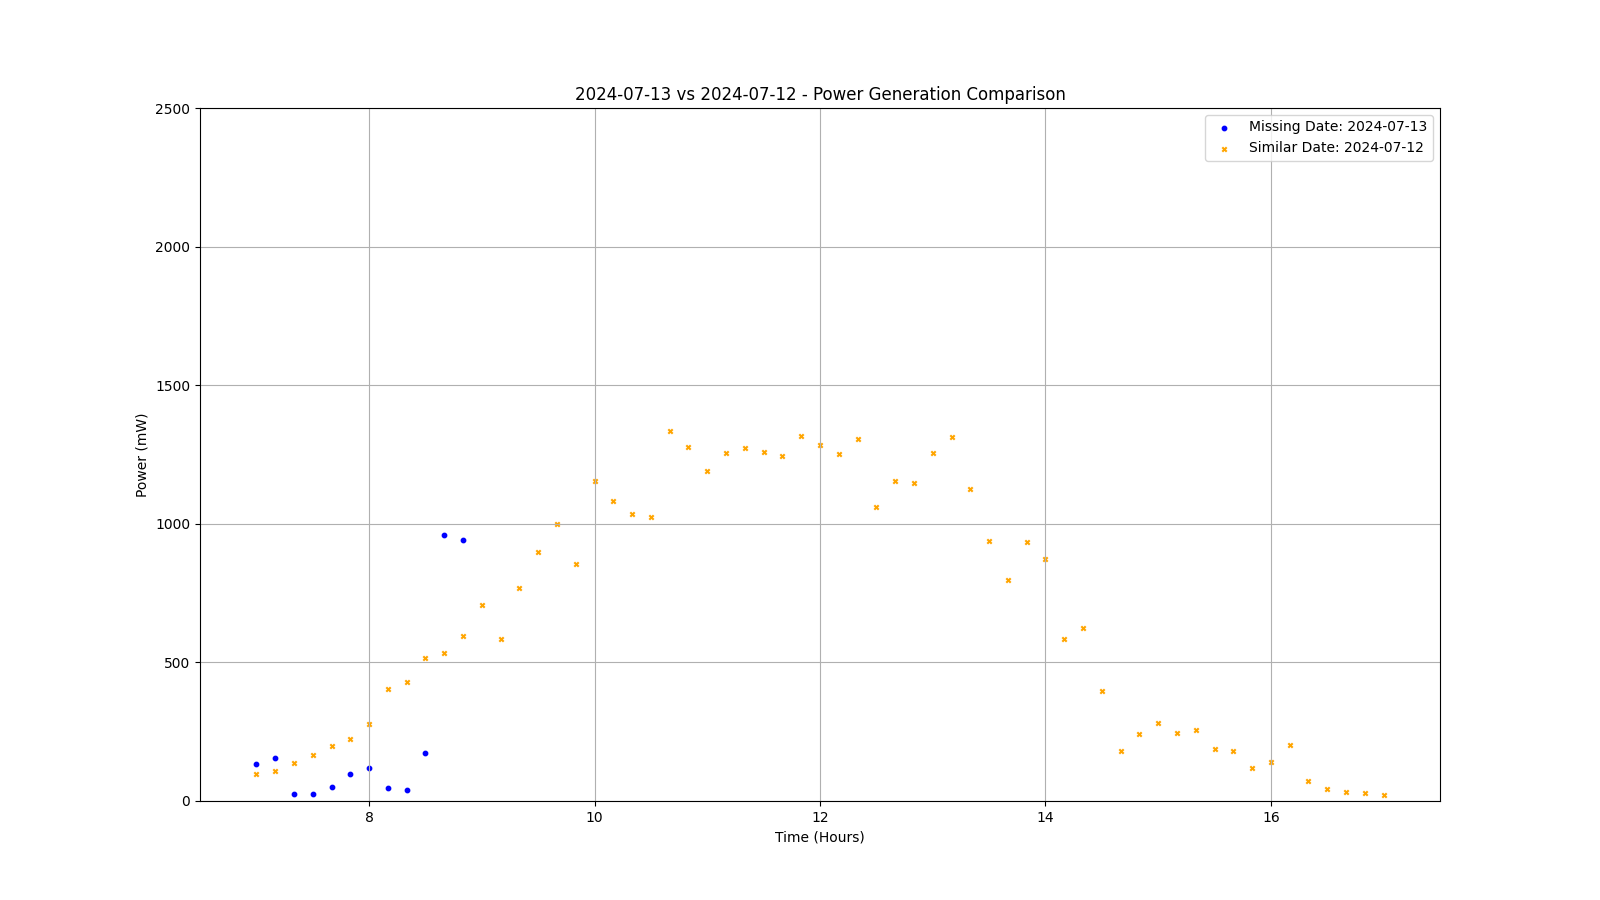 2024-07-13 vs 2024-07-12 - Power Generation Comparison
Missing Date: 2024-07-13
Similar Date: 2024-07-12
2500
2000
1500
1000
500
0
Power (mW)
8
10
12
14
16
Time (Hours)